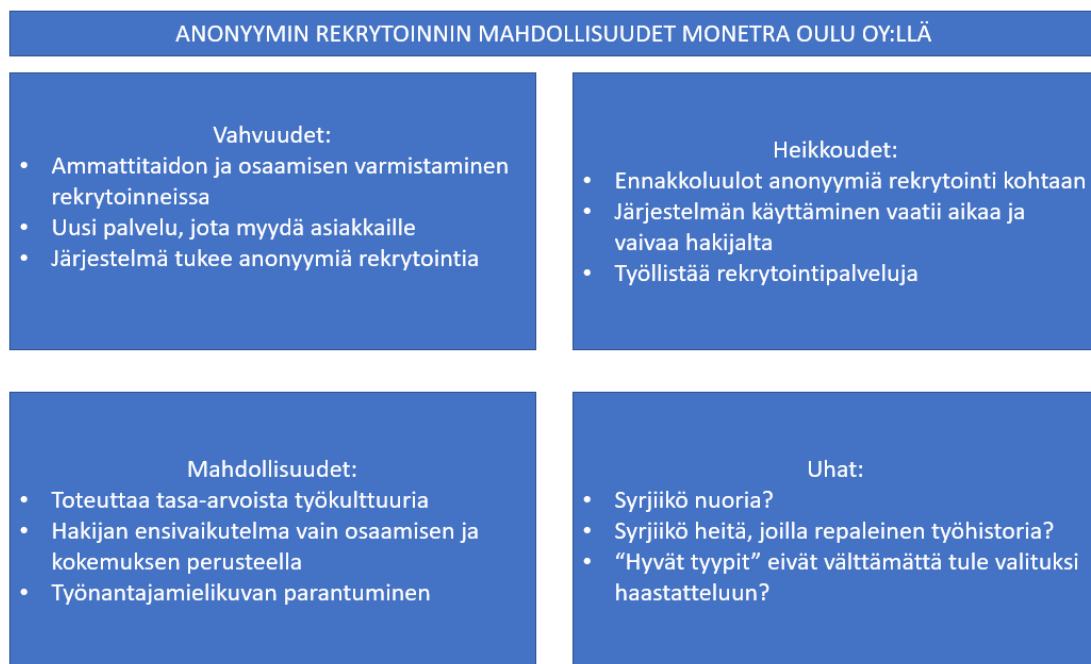 ANONYYMIN REKRYTOINNIN MAHDOLLISUUDET MONETRA OULU OY:LLÄ
Vahvuudet:
• Ammattitaidon ja osaamisen varmistaminen
rekrytoinneissa
• Uusi palvelu, jota myydä asiakkaille
• Järjestelmä tukee anonyymiä rekrytointia
Heikkoudet:
• Ennakkoluulot anonyymiä rekrytointi kohtaan
• Järjestelmän käyttäminen vaatii aikaa ja
vaivaa hakijalta
• Työllistää rekrytointipalveluja
Mahdollisuudet:
• Toteuttaa tasa-arvoista työkulttuuria
• Hakijan ensivaikutelma vain osaamisen ja
kokemuksen perusteella
• Työnantajamielikuvan parantuminen
Uhat:
• Syrjiikö nuoria?
• Syrjiikö heitä, joilla repaleinen työhistoria?
• “Hyvät tyypit” eivät välttämättä tule valituksi
haastatteluun?